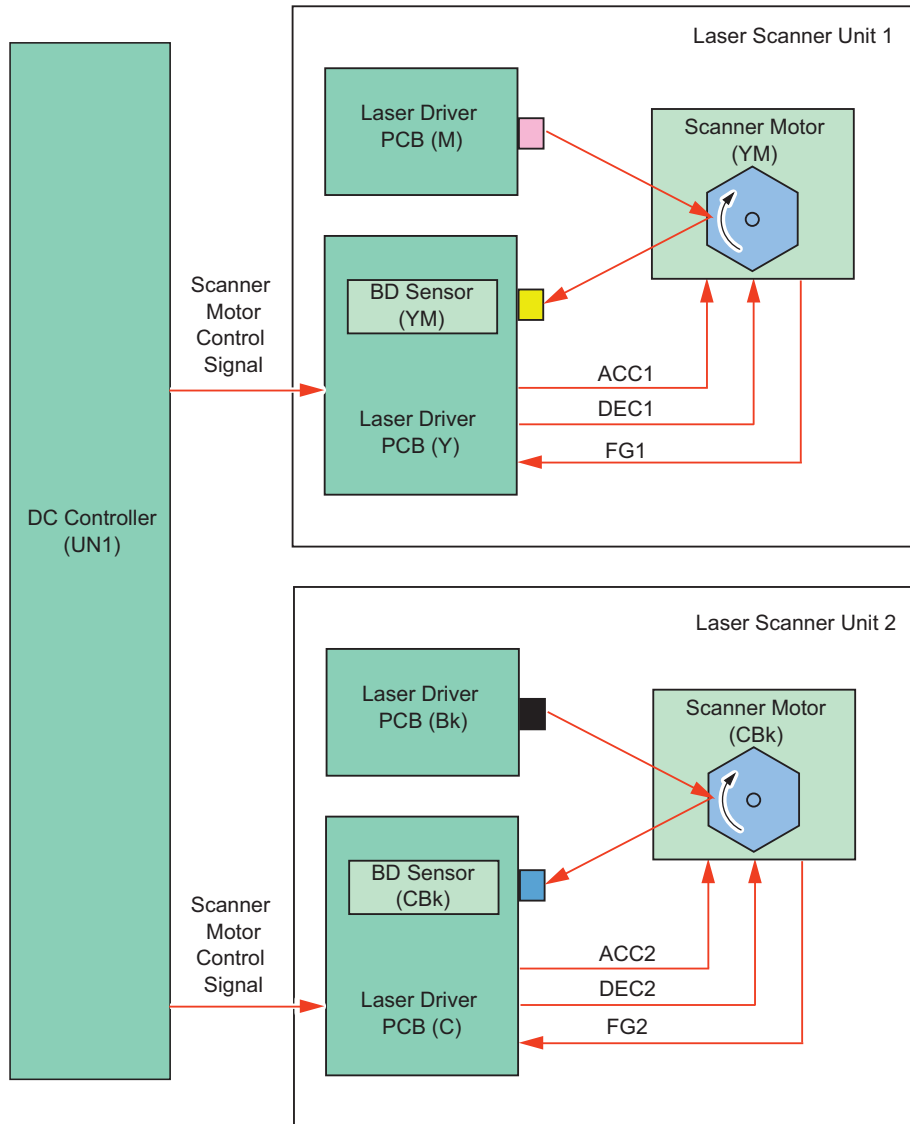 Laser Scanner Unit 1
Laser Driver
PCB (M)
Scanner Motor
(YM)
Scanner
Motor
Control
Signal
BD Sensor
(YM)
ACC1
DEC1
FG1
Laser Driver
PCB (Y)
DC Controller
(UN1)
Laser Scanner Unit 2
Laser Driver
PCB (Bk)
Scanner Motor
(CBk)
Scanner
Motor
Control
Signal
BD Sensor
(CBk)
ACC2
DEC2
FG2
Laser Driver
PCB (C)